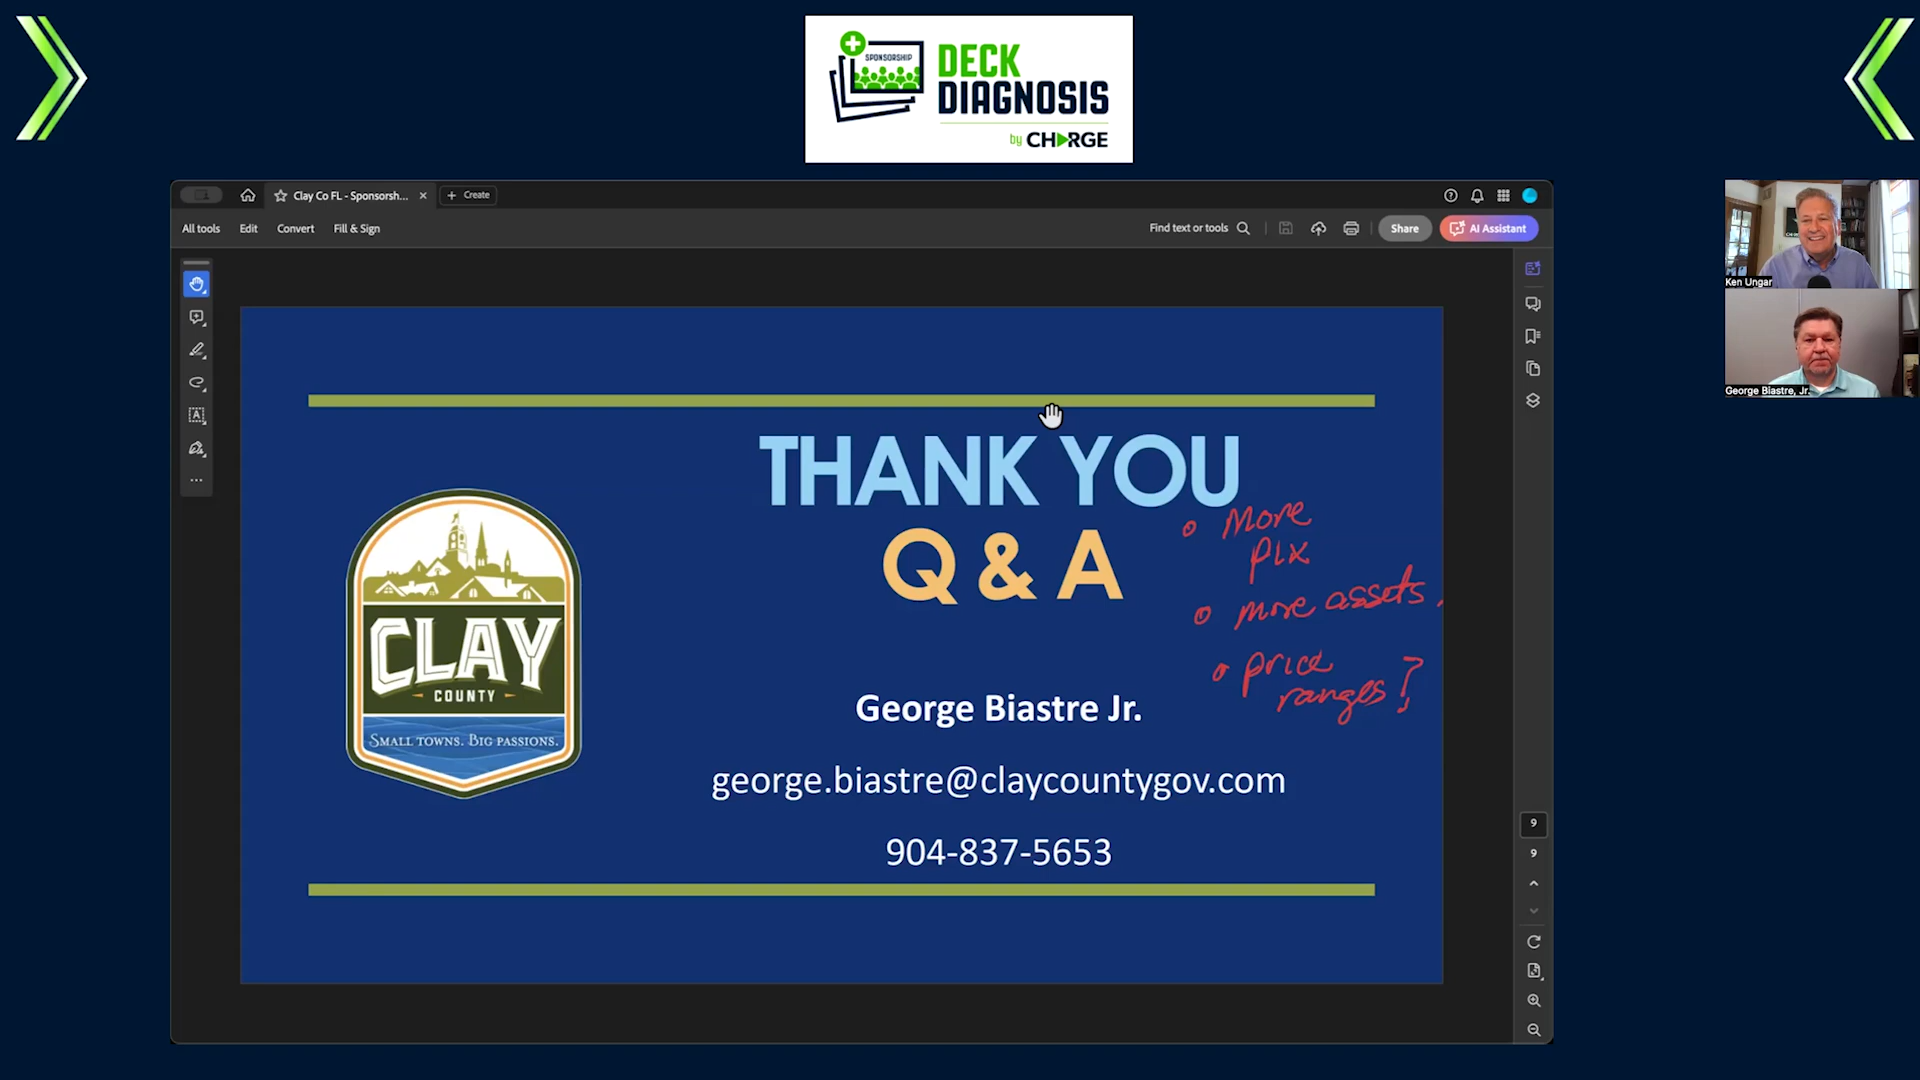 SPONSORSHIP
DECK
DIAGNOSIS
by CHARGE
Clay Co FL - Sponsorsh...
Create
All tools
Edit
Convert
Fill & Sign
Find text or tools
Share
AI Assistant
Ken Ungar
George Biastre, Jr.
THANK YOU
Q & A
• More
pix
• more assets.
• price
ranges?
CLAY
COUNTY
SMALL TOWNS. BIG PASSIONS.
George Biastre Jr.
george.biastre@claycountygov.com
904-837-5653
9
9